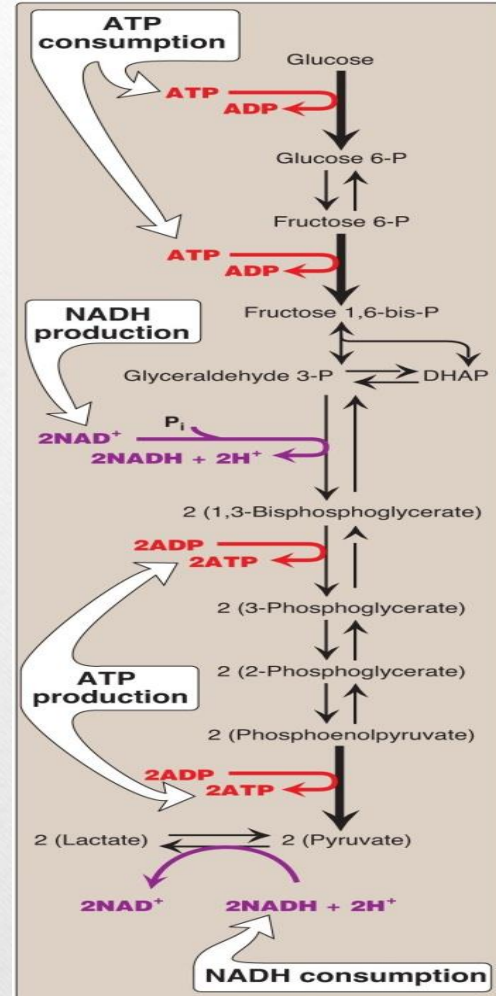 ATP
consumption
Glucose
ATP
ADP
Glucose 6-P
Fructose 6-P
ATP
ADP
NADH
production
Fructose 1,6-bis-P
Glyceraldehyde 3-P
DHAP
2NAD⁺
Pᵢ
2NADH + 2H⁺
2 (1,3-Bisphosphoglycerate)
2ADP
2ATP
2 (3-Phosphoglycerate)
ATP
production
2 (2-Phosphoglycerate)
2 (Phosphoenolpyruvate)
2ADP
2ATP
2 (Lactate)
2 (Pyruvate)
2NAD⁺
2NADH + 2H⁺
NADH consumption